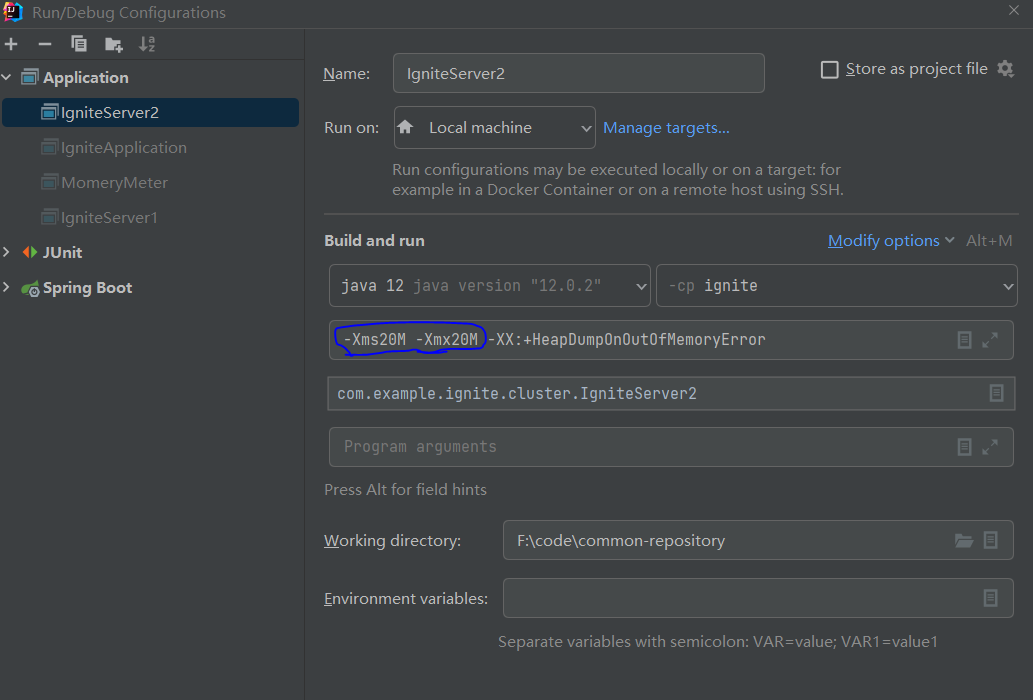 Run/Debug Configurations
Application
IgniteServer2
IgniteApplication
MomeryMeter
IgniteServer1
JUnit
Spring Boot
Name: IgniteServer2 Store as project file
Run on: Local machine Manage targets...
Run configurations may be executed locally or on a target: for
example in a Docker Container or on a remote host using SSH.
Build and run Modify options Alt+M
java 12 java version "12.0.2" -cp ignite
-Xms20M -Xmx20M -XX:+HeapDumpOnOutOfMemoryError
com.example.ignite.cluster.IgniteServer2
Program arguments
Press Alt for field hints
Working directory: F:\code\common-repository
Environment variables:
Separate variables with semicolon: VAR=value; VAR1=value1